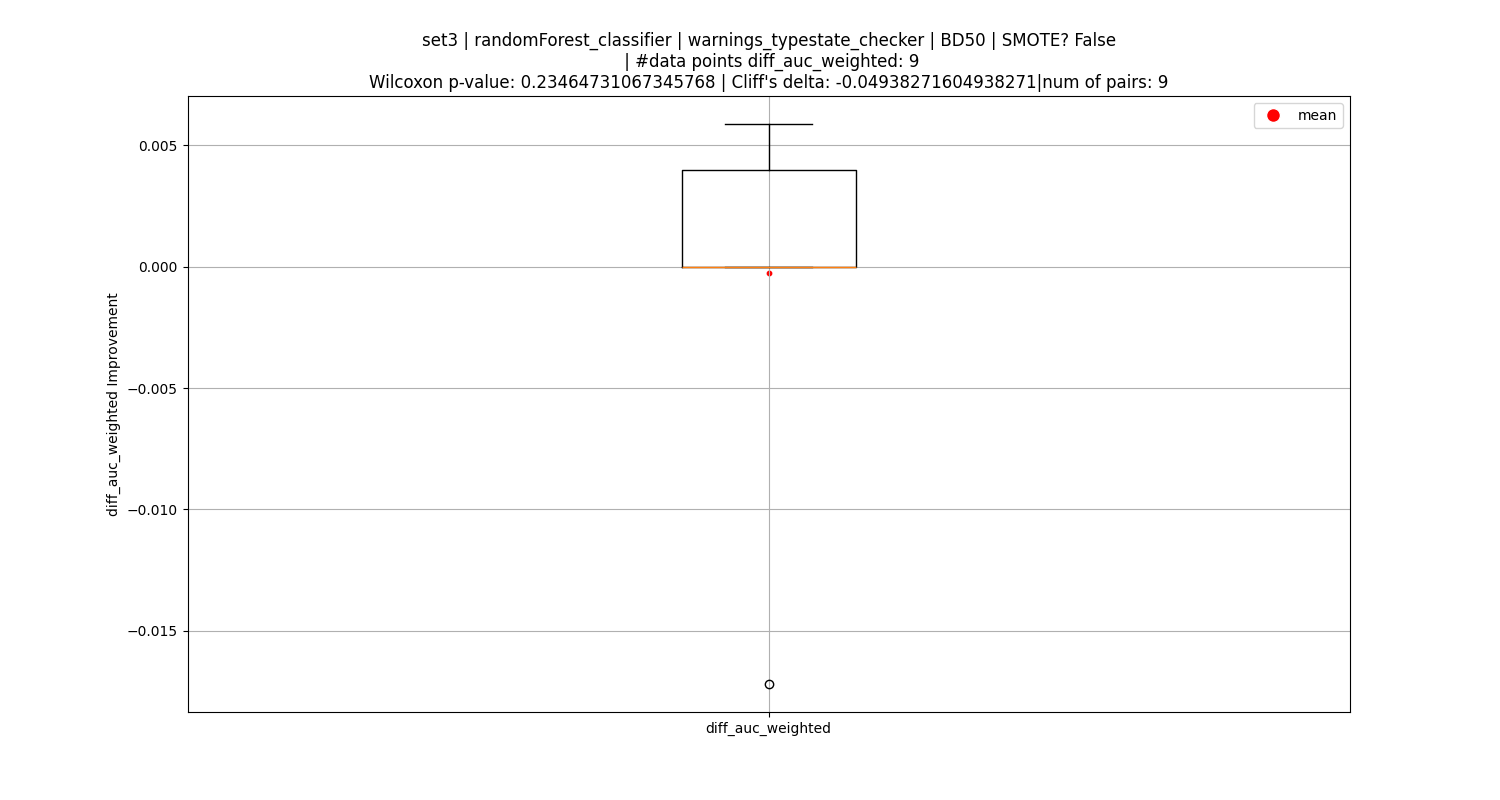 set3 | randomForest_classifier | warnings_typestate_checker | BD50 | SMOTE? False
| #data points diff_auc_weighted: 9
Wilcoxon p-value: 0.23464731067345768 | Cliff's delta: -0.04938271604938271|num of pairs: 9
mean
0.005
0.000
−0.005
−0.010
−0.015
diff_auc_weighted Improvement
diff_auc_weighted